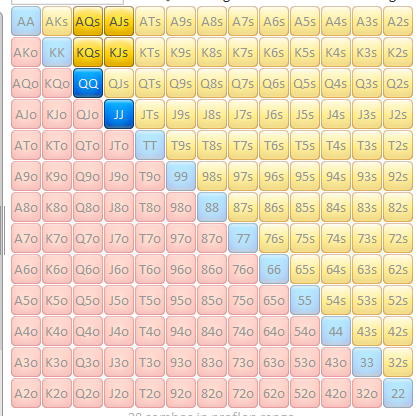 AA AKs AQs AJs ATs A9s A8s A7s A6s A5s A4s A3s A2s
AKo KK KQs KJs KTs K9s K8s K7s K6s K5s K4s K3s K2s
AQo KQo QQ QJs QTs Q9s Q8s Q7s Q6s Q5s Q4s Q3s Q2s
AJo KJo QJo JJ JTs J9s J8s J7s J6s J5s J4s J3s J2s
ATo KTo QTo JTo TT T9s T8s T7s T6s T5s T4s T3s T2s
A9o K9o Q9o J9o T9o 99 98s 97s 96s 95s 94s 93s 92s
A8o K8o Q8o J8o T8o 98o 88 87s 86s 85s 84s 83s 82s
A7o K7o Q7o J7o T7o 97o 87o 77 76s 75s 74s 73s 72s
A6o K6o Q6o J6o T6o 96o 86o 76o 66 65s 64s 63s 62s
A5o K5o Q5o J5o T5o 95o 85o 75o 65o 55 54s 53s 52s
A4o K4o Q4o J4o T4o 94o 84o 74o 64o 54o 44 43s 42s
A3o K3o Q3o J3o T3o 93o 83o 73o 63o 53o 43o 33 32s
A2o K2o Q2o J2o T2o 92o 82o 72o 62o 52o 42o 32o 22
combos in preflop range